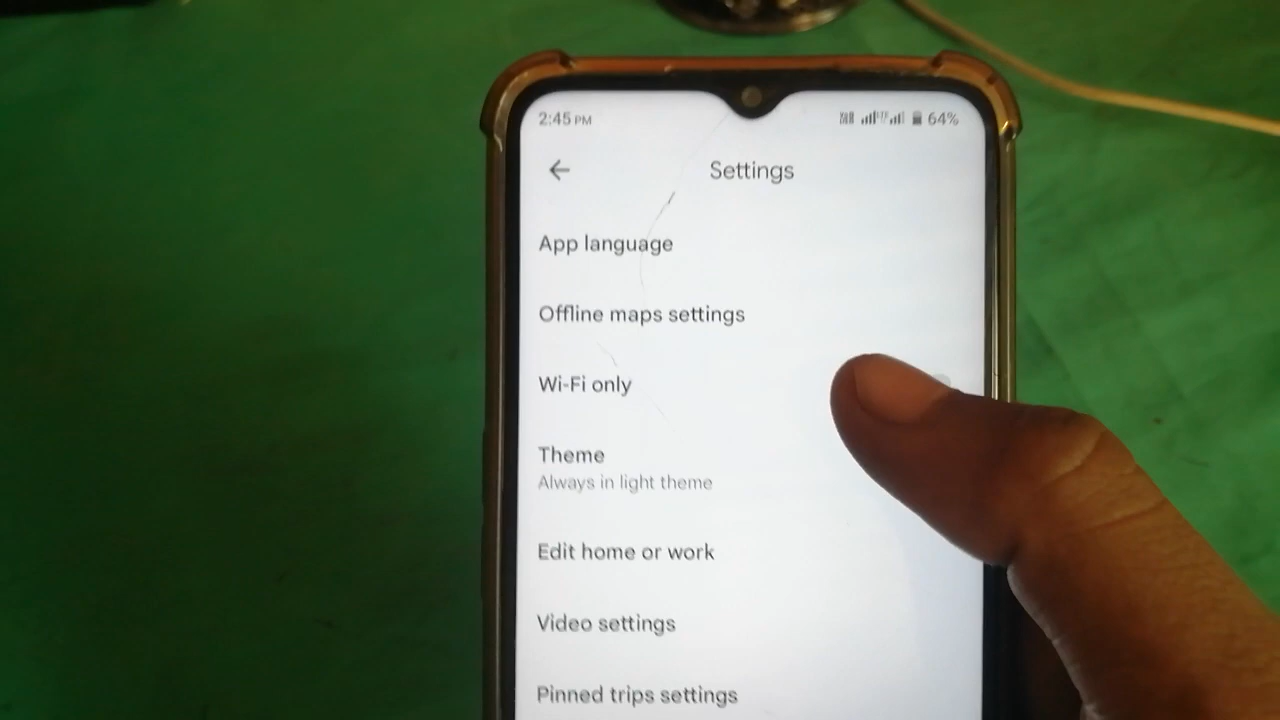 2:45 PM
64%
Settings
App language
Offline maps settings
Wi-Fi only
Theme
Always in light theme
Edit home or work
Video settings
Pinned trips settings